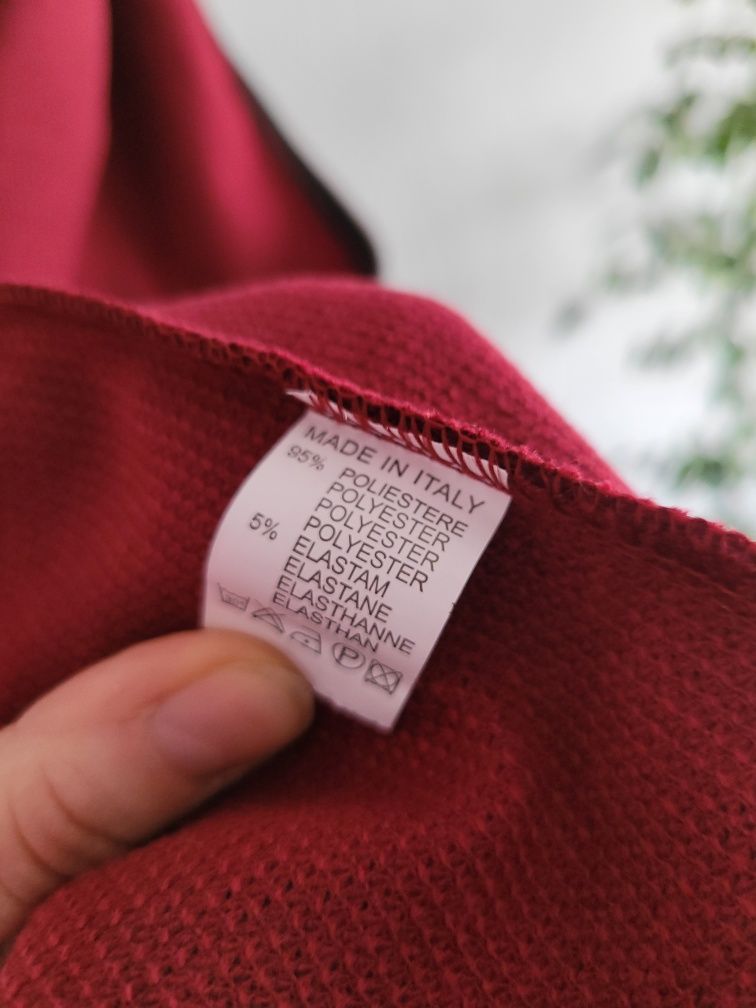 MADE IN ITALY
95% POLIESTERE
POLYESTER
POLYESTER
POLYESTER
5% ELASTAM
ELASTANE
ELASTHANNE
ELASTHAN
P